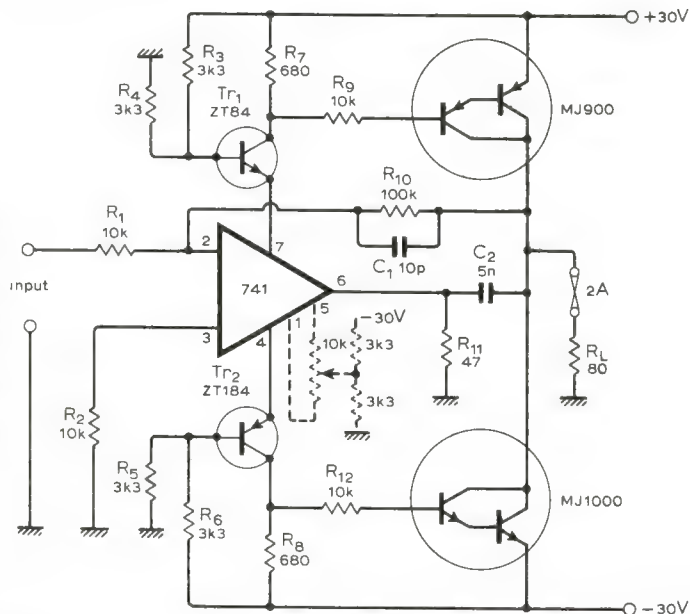 +30V
R3
3k3
R7
680
R4
3k3
Tr1
ZT84
R9
10k
MJ900
R10
100k
R1
10k
C1 10p
2
7
741
6
C2
5n
2A
input
1
5
-30V
3
4
10k
3k3
R11
47
RL
80
Tr2
ZT184
3k3
R2
10k
R5
3k3
R12
10k
MJ1000
R6
3k3
R8
680
-30V